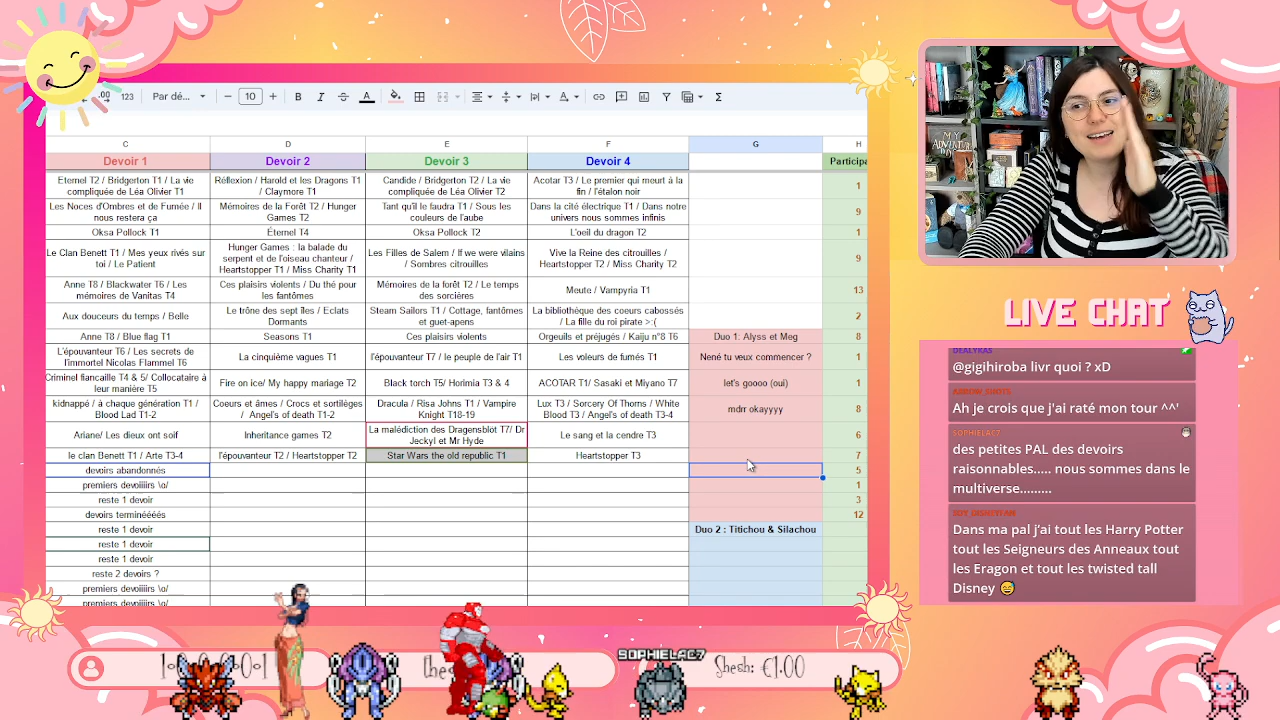 .00 123 Par dé... − 10 + B I A Σ
C D E F G H
Devoir 1 Devoir 2 Devoir 3 Devoir 4 Participa
Eternel T2 / Bridgerton T1 / La vie
compliquée de Léa Olivier T1
Réflexion / Harold et les Dragons T1
/ Claymore T1
Candide / Bridgerton T2 / La vie
compliquée de Léa Olivier T2
Acotar T3 / Le premier qui meurt à la
fin / l'étalon noir
1
Les Noces d'Ombres et de Fumée / Il
nous restera ça
Mémoires de la Forêt T2 / Hunger
Games T2
Tant qu'il le faudra T1 / Sous les
couleurs de l'aube
Dans la cité électrique T1 / Dans notre
univers nous sommes infinis
9
Oksa Pollock T1
Éternel T4
Oksa Pollock T2
L'oeil du dragon T2
1
Le Clan Benett T1 / Mes yeux rivés sur
toi / Le Patient
Hunger Games : la balade du
serpent et de l'oiseau chanteur /
Heartstopper T1 / Miss Charity T1
Les Filles de Salem / If we were vilains
/ Sombres citrouilles
Vive la Reine des citrouilles /
Heartstopper T2 / Miss Charity T2
9
Anne T8 / Blackwater T6 / Les
mémoires de Vanitas T4
Ces plaisirs violents / Du thé pour
les fantômes
Mémoires de la forêt T2 / Le temps
des sorcières
Meute / Vampyria T1
13
Aux douceurs du temps / Belle
Le trône des sept îles / Eclats
Dormants
Steam Sailors T1 / Cottage, fantômes
et guet-apens
La bibliothèque des coeurs cabossés
/ La fille du roi pirate >:(
2
Anne T8 / Blue flag T1
Seasons T1
Ces plaisirs violents
Orgeuils et préjugés / Kaiju n°8 T6
Duo 1: Alyss et Meg
8
L'épouvanteur T6 / Les secrets de
l'immortel Nicolas Flammel T6
La cinquième vagues T1
l'épouvanteur T7 / le peuple de l'air T1
Les voleurs de fumés T1
Nené tu veux commencer ?
1
Criminel fiancaille T4 & 5/ Collocataire à
leur manière T5
Fire on ice/ My happy mariage T2
Black torch T5/ Horimia T3 & 4
ACOTAR T1/ Sasaki et Miyano T7
let's goooo (oui)
1
kidnappé / à chaque génération T1 /
Blood Lad T1-2
/ Angel's of death T1-2
Dracula / Risa Johns T1 / Vampire
Knight T18-19
Lux T3 / Sorcery Of Thorns / White
Blood T3 / Angel's of death T3-4
mdrr okayyyy
8
Ariane/ Les dieux ont soif
Inheritance games T2
La malédiction des Dragensblot T7/ Dr
Jeckyl et Mr Hyde
Le sang et la cendre T3
6
le clan Benett T1 / Arte T3-4
l'épouvanteur T2 / Heartstopper T2
Star Wars the old republic T1
Heartstopper T3
7
devoirs abandonnés
5
premiers devoiiiirs \o/
1
reste 1 devoir
3
devoirs terminéééés
12
reste 1 devoir
Duo 2 : Titichou & Silachou
reste 1 devoir
reste 1 devoir
reste 2 devoirs ?
premiers devoiiiirs \o/
premiers devoiiiirs \o/
MY
LIVE CHAT
DEALYRAS
@gigihiroba livr quoi ? xD
Ah je crois que j'ai raté mon tour ^^'
SOPHIELAC7
des petites PAL des devoirs
raisonnables..... nous sommes dans le
multiverse.........
Dans ma pal j'ai tout les Harry Potter
tout les Seigneurs des Anneaux tout
les Eragon et tout les twisted tall
Disney 😅
the
SOPHIELAC7
Shesh: €1.00